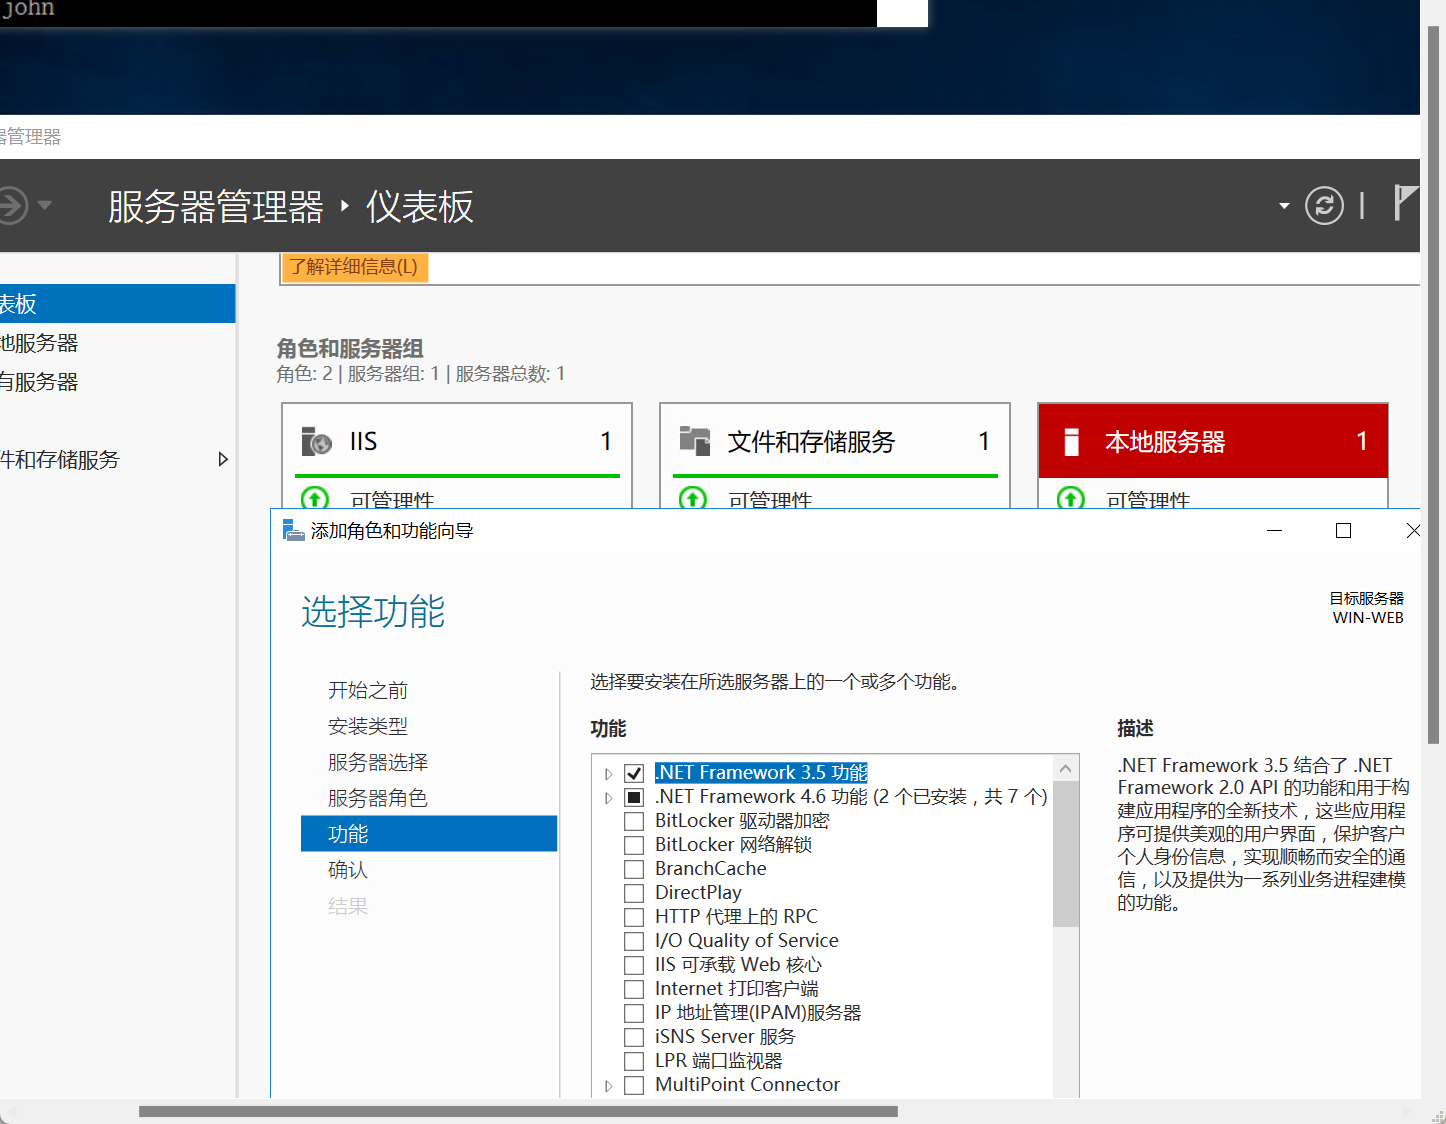 john
器管理器
服务器管理器 ‣ 仪表板
了解详细信息(L)
表板
地服务器
有服务器
件和存储服务
角色和服务器组
角色: 2 | 服务器组: 1 | 服务器总数: 1
IIS 1
可管理性
文件和存储服务 1
可管理性
本地服务器 1
可管理性
添加角色和功能向导
选择功能
目标服务器
WIN-WEB
开始之前
安装类型
服务器选择
服务器角色
功能
确认
结果
选择要安装在所选服务器上的一个或多个功能。
功能
.NET Framework 3.5 功能
.NET Framework 4.6 功能 (2 个已安装，共 7 个)
BitLocker 驱动器加密
BitLocker 网络解锁
BranchCache
DirectPlay
HTTP 代理上的 RPC
I/O Quality of Service
IIS 可承载 Web 核心
Internet 打印客户端
IP 地址管理(IPAM)服务器
iSNS Server 服务
LPR 端口监视器
MultiPoint Connector
描述
.NET Framework 3.5 结合了 .NET
Framework 2.0 API 的功能和用于构
建应用程序的全新技术，这些应用程
序可提供美观的用户界面，保护客户
个人身份信息，实现顺畅而安全的通
信，以及提供为一系列业务进程建模
的功能。